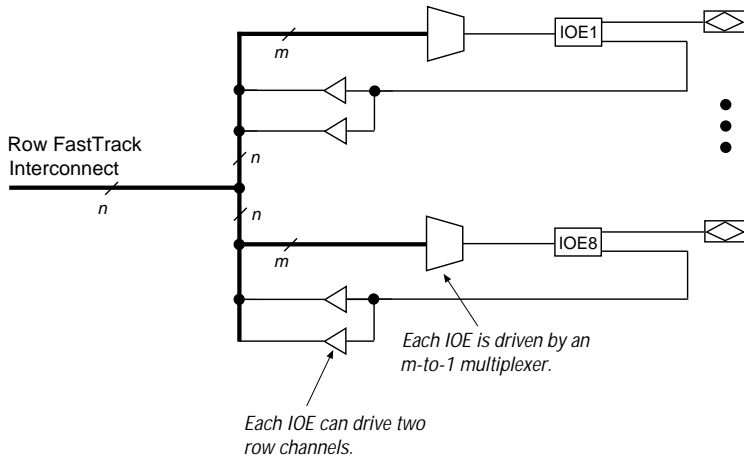 m
IOE1
Row FastTrack
Interconnect
n
n
n
m
IOE8
Each IOE is driven by an
m-to-1 multiplexer.
Each IOE can drive two
row channels.